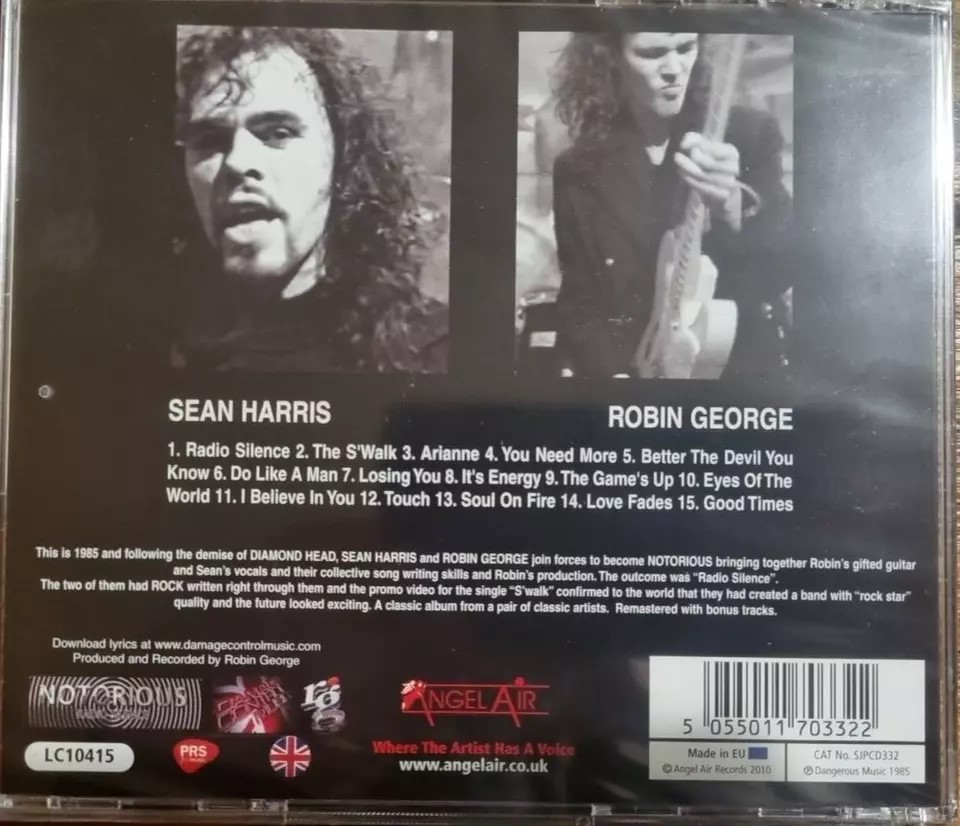 SEAN HARRIS
ROBIN GEORGE
1. Radio Silence 2. The S'Walk 3. Arianne 4. You Need More 5. Better The Devil You
Know 6. Do Like A Man 7. Losing You 8. It's Energy 9. The Game's Up 10. Eyes Of The
World 11. I Believe In You 12. Touch 13. Soul On Fire 14. Love Fades 15. Good Times
This is 1985 and following the demise of DIAMOND HEAD, SEAN HARRIS and ROBIN GEORGE join forces to become NOTORIOUS bringing together Robin's gifted guitar
and Sean's vocals and their collective song writing skills and Robin's production. The outcome was "Radio Silence".
The two of them had ROCK written right through them and the promo video for the single "S'walk" confirmed to the world that they had created a band with "rock star"
quality and the future looked exciting. A classic album from a pair of classic artists. Remastered with bonus tracks.
Download lyrics at www.damagecontrolmusic.com
Produced and Recorded by Robin George
NOTORIOUS
rg
ANGEL AIR
Where The Artist Has A Voice
www.angelair.co.uk
LC10415
PRS
5 055011 703322
Made in EU
© Angel Air Records 2010
CAT No. SJPCD332
℗ Dangerous Music 1985